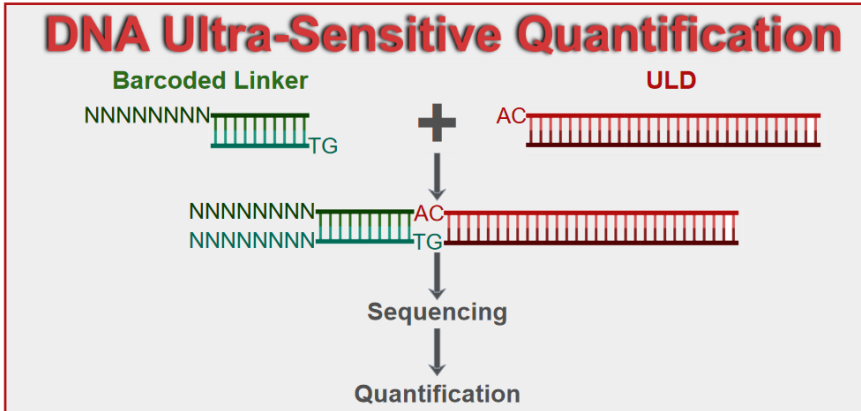 DNA Ultra-Sensitive Quantification
Barcoded Linker
ULD
NNNNNNNN
TG
AC
NNNNNNNN
AC
NNNNNNNN
TG
Sequencing
Quantification